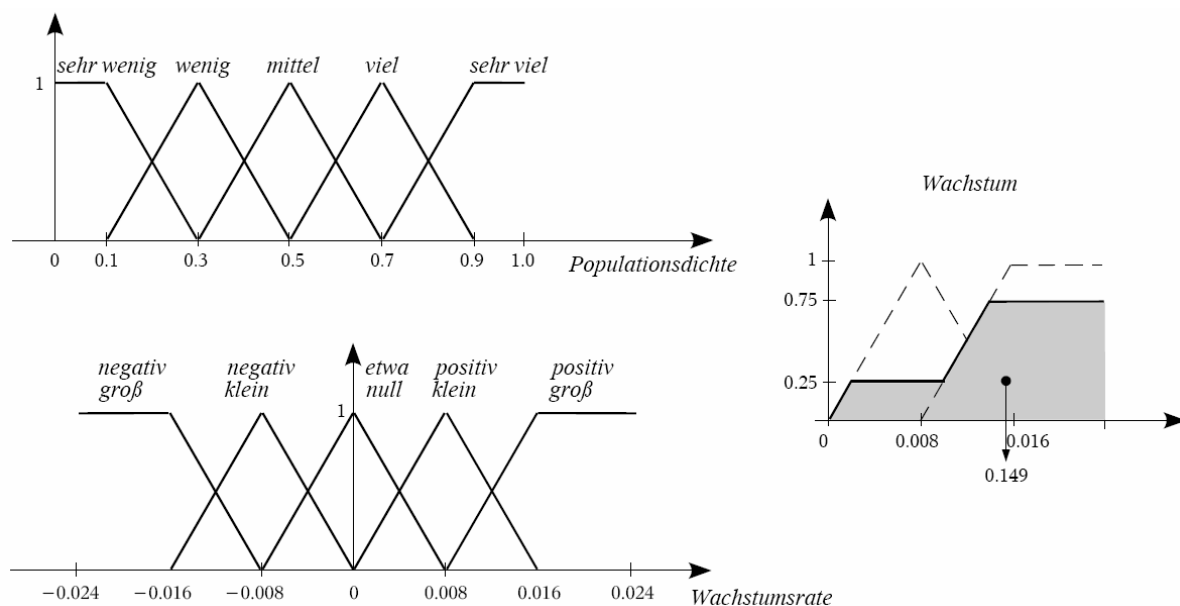 sehr wenig wenig mittel viel sehr viel
1
0 0.1 0.3 0.5 0.7 0.9 1.0
Populationsdichte
negativ groß
negativ klein
etwa null
positiv klein
positiv groß
1
−0.024 −0.016 −0.008 0 0.008 0.016 0.024
Wachstumsrate
Wachstum
1
0.75
0.25
0 0.008 0.016
0.149